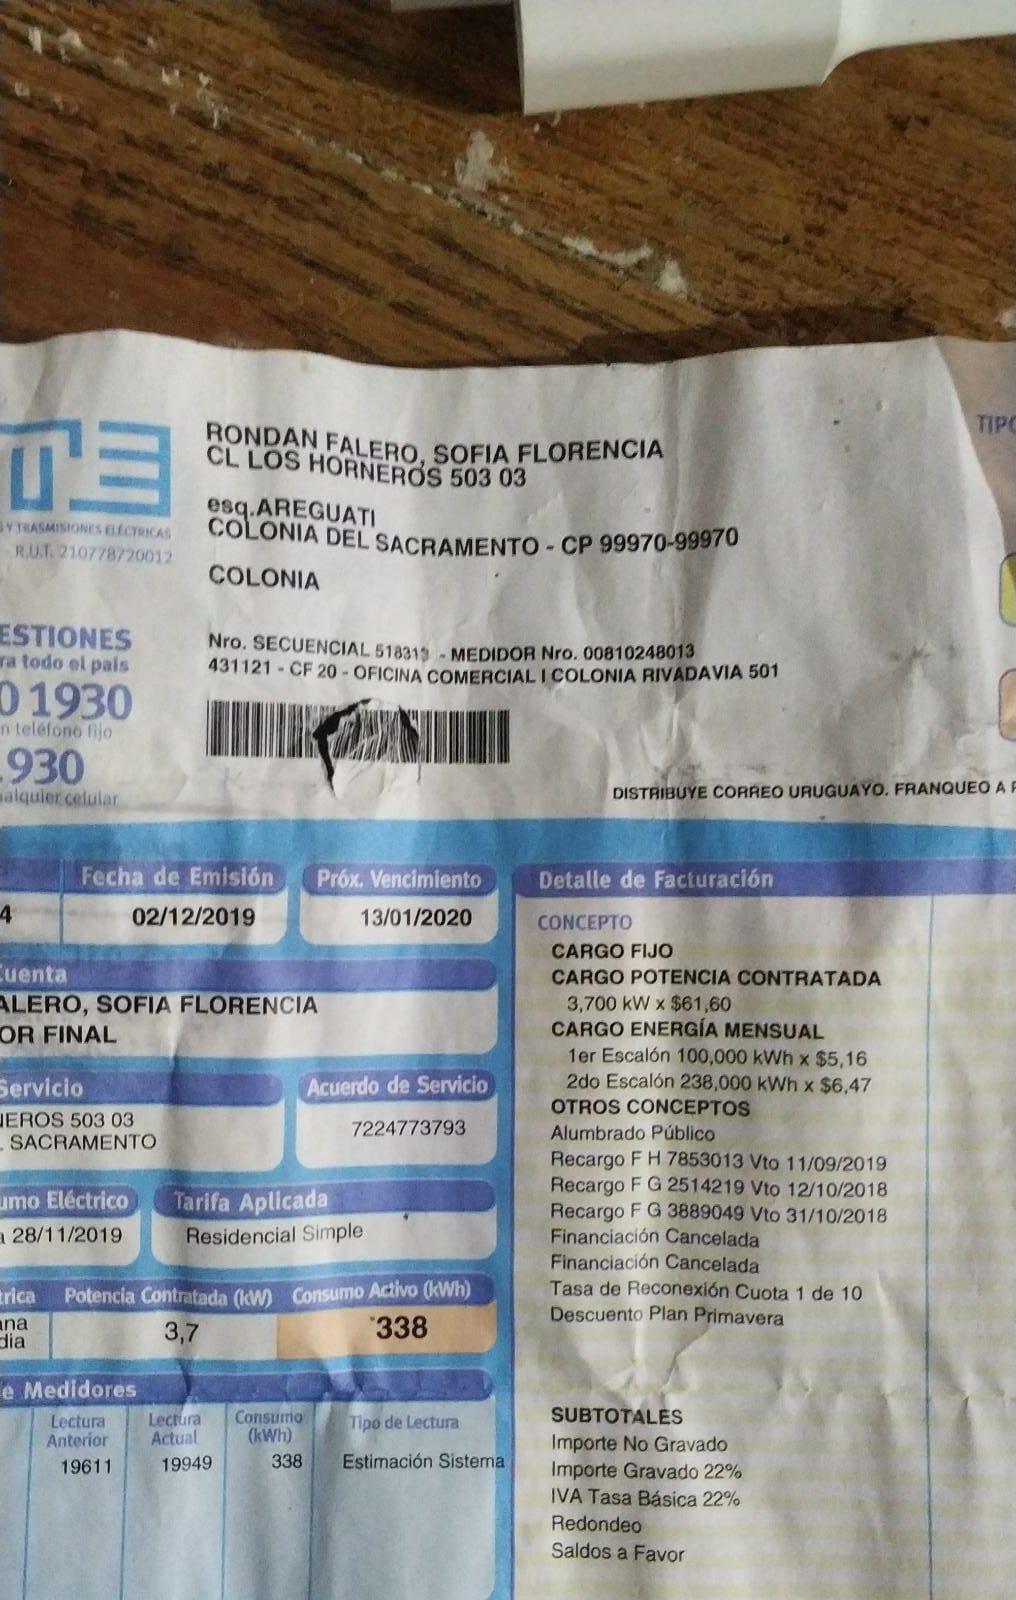 TIPO
RONDAN FALERO, SOFIA FLORENCIA
CL LOS HORNEROS 503 03
esq.AREGUATI
COLONIA DEL SACRAMENTO - CP 99970-99970
COLONIA
Y TRASMISIONES ELÉCTRICAS
R.U.T. 210778720012
ESTIONES
ra todo el país
0 1930
n teléfono fijo
930
alquier celular
Nro. SECUENCIAL 518313 - MEDIDOR Nro. 00810248013
431121 - CF 20 - OFICINA COMERCIAL I COLONIA RIVADAVIA 501
DISTRIBUYE CORREO URUGUAYO. FRANQUEO A P
Fecha de Emisión
Próx. Vencimiento
4
02/12/2019
13/01/2020
Cuenta
ALERO, SOFIA FLORENCIA
OR FINAL
Servicio
Acuerdo de Servicio
NEROS 503 03
. SACRAMENTO
7224773793
umo Eléctrico
Tarifa Aplicada
a 28/11/2019
Residencial Simple
trica
Potencia Contratada (kW)
Consumo Activo (kWh)
ana
dia
3,7
338
e Medidores
Lectura Anterior
Lectura Actual
Consumo (kWh)
Tipo de Lectura
19611
19949
338
Estimación Sistema
Detalle de Facturación
CONCEPTO
CARGO FIJO
CARGO POTENCIA CONTRATADA
3,700 kW x $61,60
CARGO ENERGÍA MENSUAL
1er Escalón 100,000 kWh x $5,16
2do Escalón 238,000 kWh x $6,47
OTROS CONCEPTOS
Alumbrado Público
Recargo F H 7853013 Vto 11/09/2019
Recargo F G 2514219 Vto 12/10/2018
Recargo F G 3889049 Vto 31/10/2018
Financiación Cancelada
Financiación Cancelada
Tasa de Reconexión Cuota 1 de 10
Descuento Plan Primavera
SUBTOTALES
Importe No Gravado
Importe Gravado 22%
IVA Tasa Básica 22%
Redondeo
Saldos a Favor